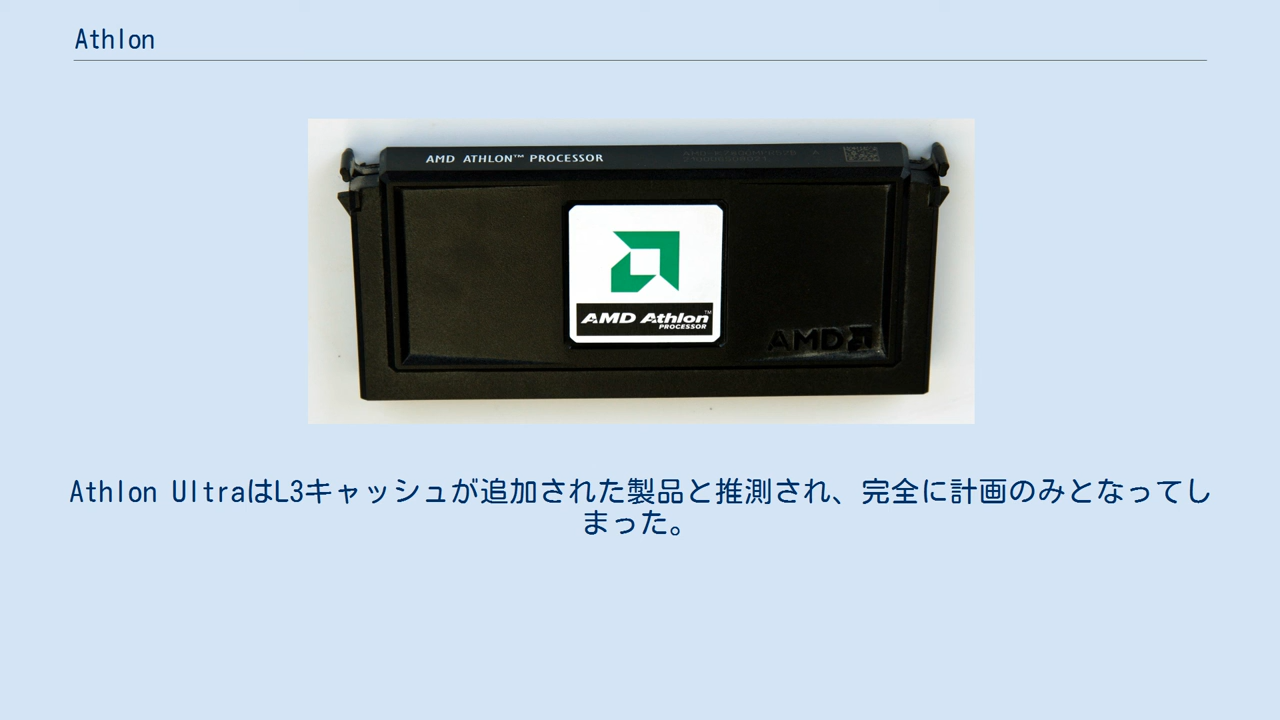 Athlon
AMD ATHLON™ PROCESSOR
AMD Athlon™
PROCESSOR
AMD
Athlon UltraはL3キャッシュが追加された製品と推測され、完全に計画のみとなってし
まった。